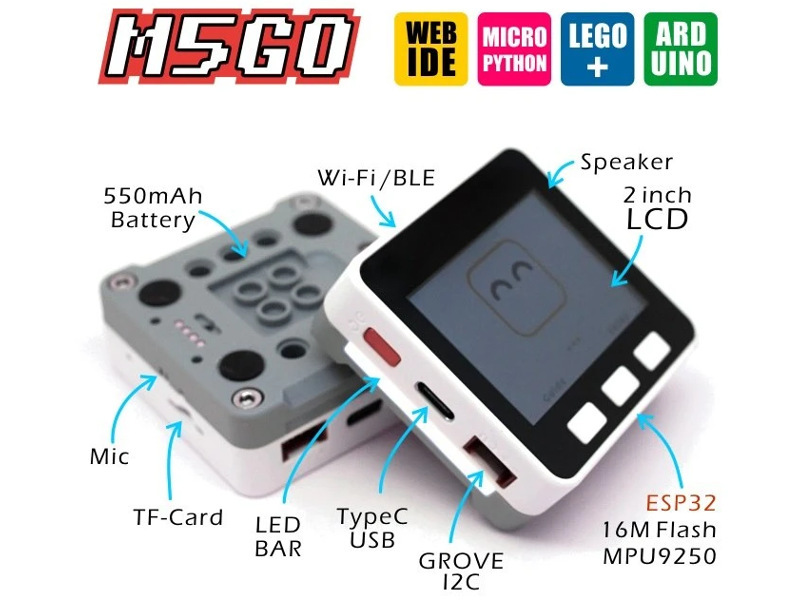 M5GO
WEB
IDE
MICRO
PYTHON
LEGO
+
ARD
UINO
Speaker
Wi-Fi/BLE
550mAh
Battery
2 inch
LCD
Guide
Mic
TF-Card
LED
BAR
TypeC
USB
GROVE
I2C
ESP32
16M Flash
MPU9250